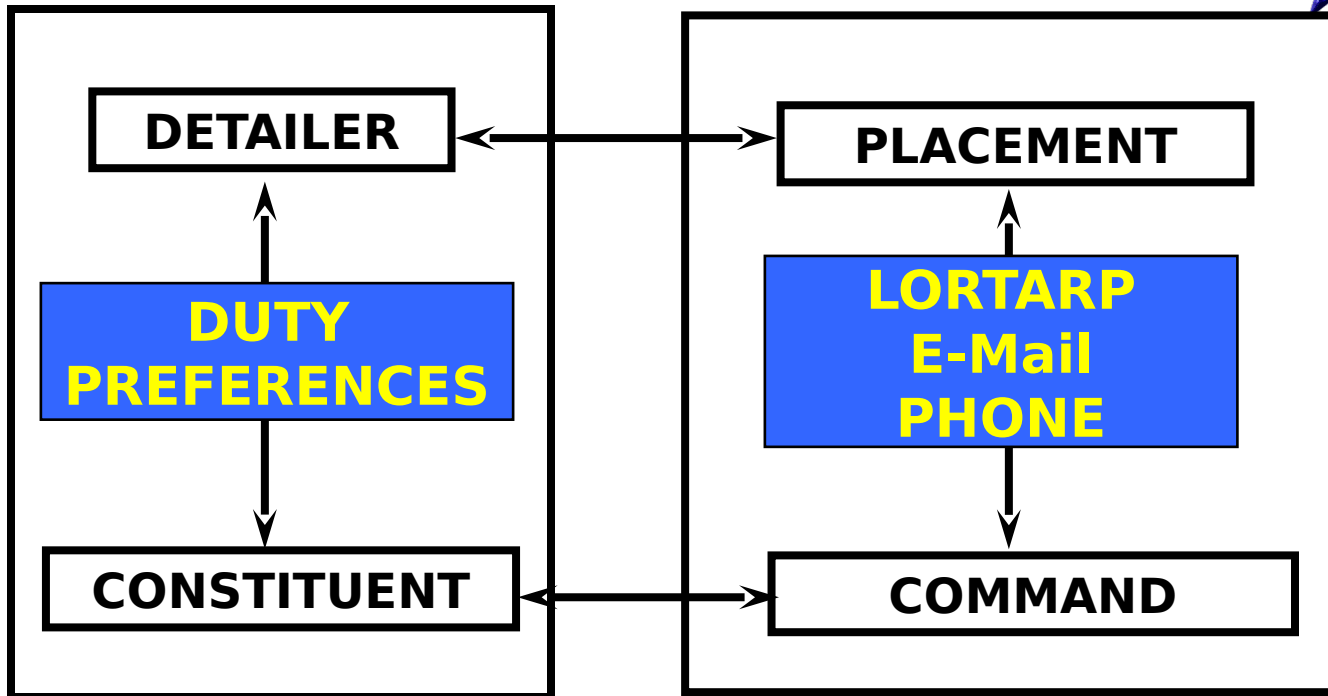 DETAILER
PLACEMENT
DUTY
PREFERENCES
LORTARP
E-Mail
PHONE
CONSTITUENT
COMMAND